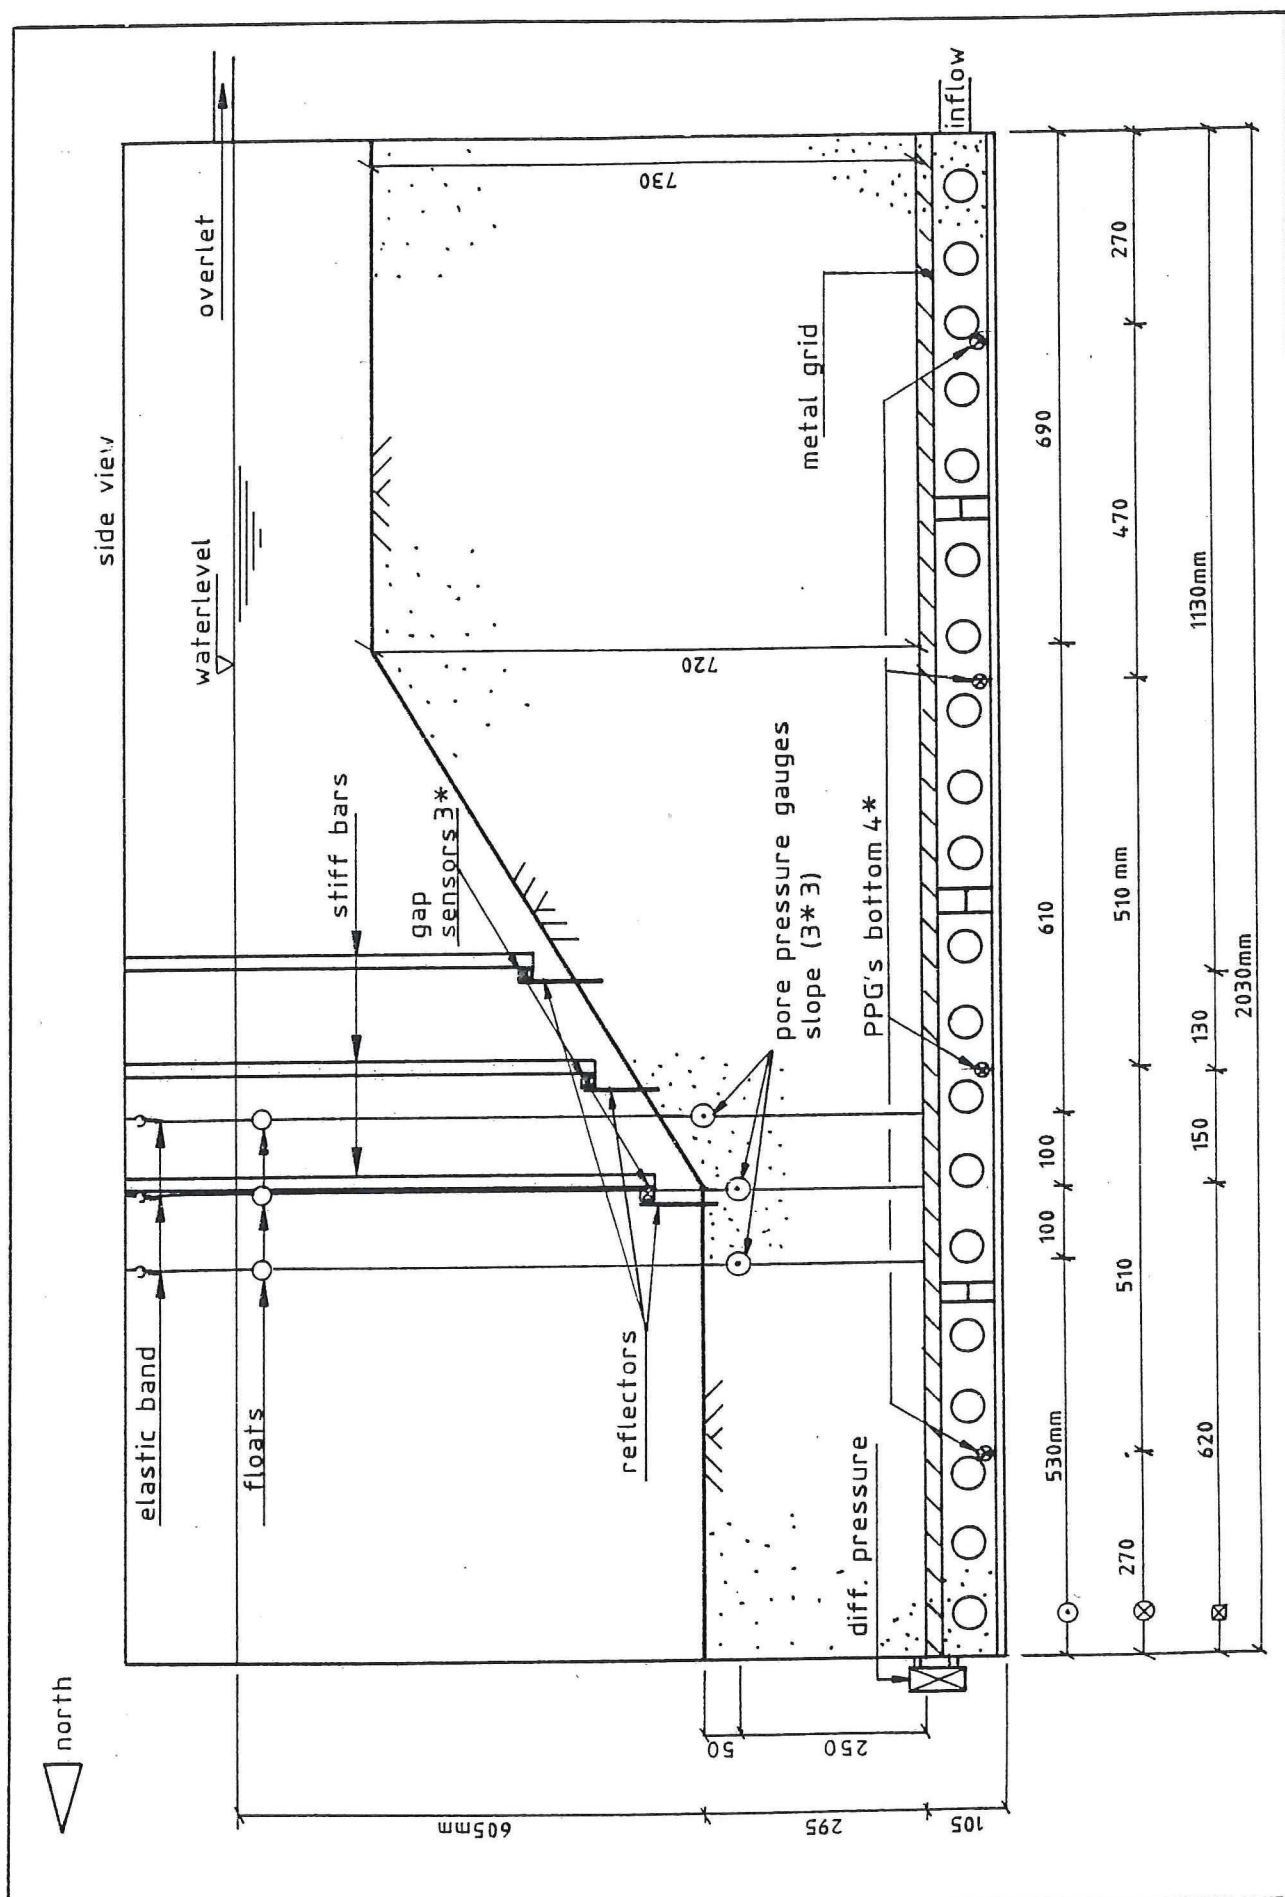 north
side view
overlet
waterlevel
elastic band
floats
stiff bars
gap
sensors 3*
reflectors
pore pressure gauges
slope (3*3)
metal grid
PPG's bottom 4*
diff. pressure
inflow
730
720
605mm
295
105
50
250
530mm
100
100
610
690
270
510
510 mm
470
270
620
150
130
1130mm
2030mm